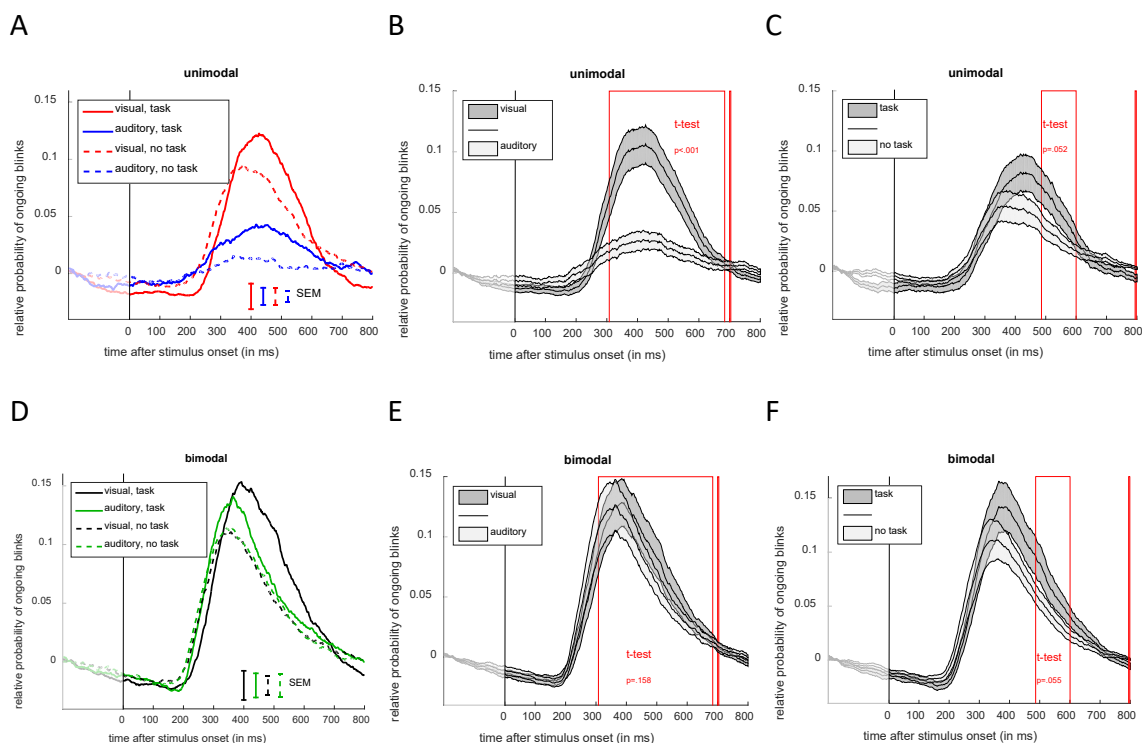 A
unimodal
relative probability of ongoing blinks
0.15
0.1
0.05
0
visual, task
auditory, task
visual, no task
auditory, no task
SEM
0 100 200 300 400 500 600 700 800
time after stimulus onset (in ms)
B
unimodal
relative probability of ongoing blinks
0.15
0.1
0.05
0
visual
auditory
t-test
p<.001
0 100 200 300 400 500 600 700 800
time after stimulus onset (in ms)
C
unimodal
relative probability of ongoing blinks
0.15
0.1
0.05
0
task
no task
t-test
p=.052
0 100 200 300 400 500 600 700 800
time after stimulus onset (in ms)
D
bimodal
relative probability of ongoing blinks
0.15
0.1
0.05
0
visual, task
auditory, task
visual, no task
auditory, no task
SEM
0 100 200 300 400 500 600 700 800
time after stimulus onset (in ms)
E
bimodal
relative probability of ongoing blinks
0.15
0.1
0.05
0
visual
auditory
t-test
p=.158
0 100 200 300 400 500 600 700 800
time after stimulus onset (in ms)
F
bimodal
relative probability of ongoing blinks
0.15
0.1
0.05
0
task
no task
t-test
p=.055
0 100 200 300 400 500 600 700 800
time after stimulus onset (in ms)